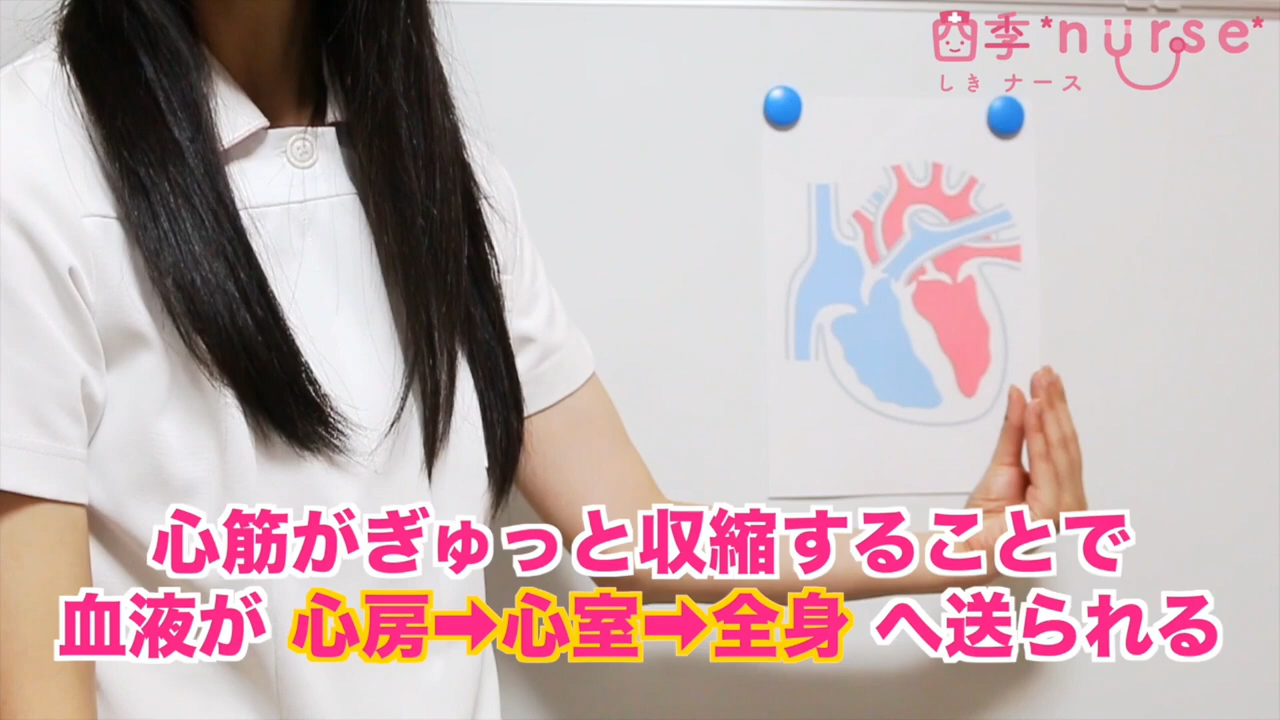 四季*nurse*
しき ナース
心筋がぎゅっと収縮することで
血液が 心房→心室→全身 へ送られる